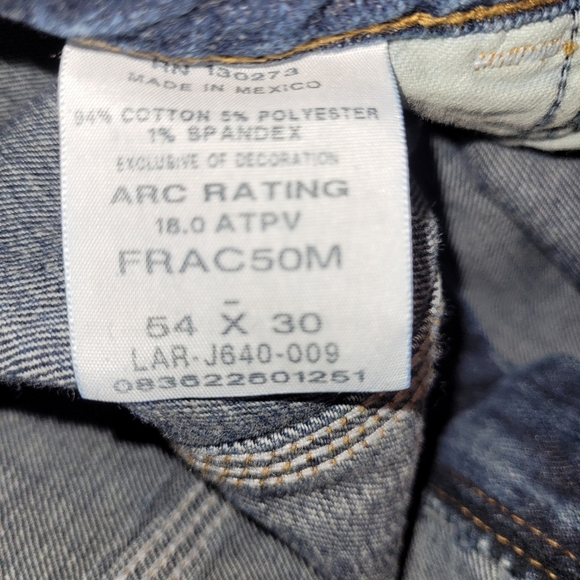 RN 130273
MADE IN MEXICO
94% COTTON 5% POLYESTER
1% SPANDEX
EXCLUSIVE OF DECORATION
ARC RATING
18.0 ATPV
FRAC50M
-
54 X 30
LAR-J640-009
083622501251